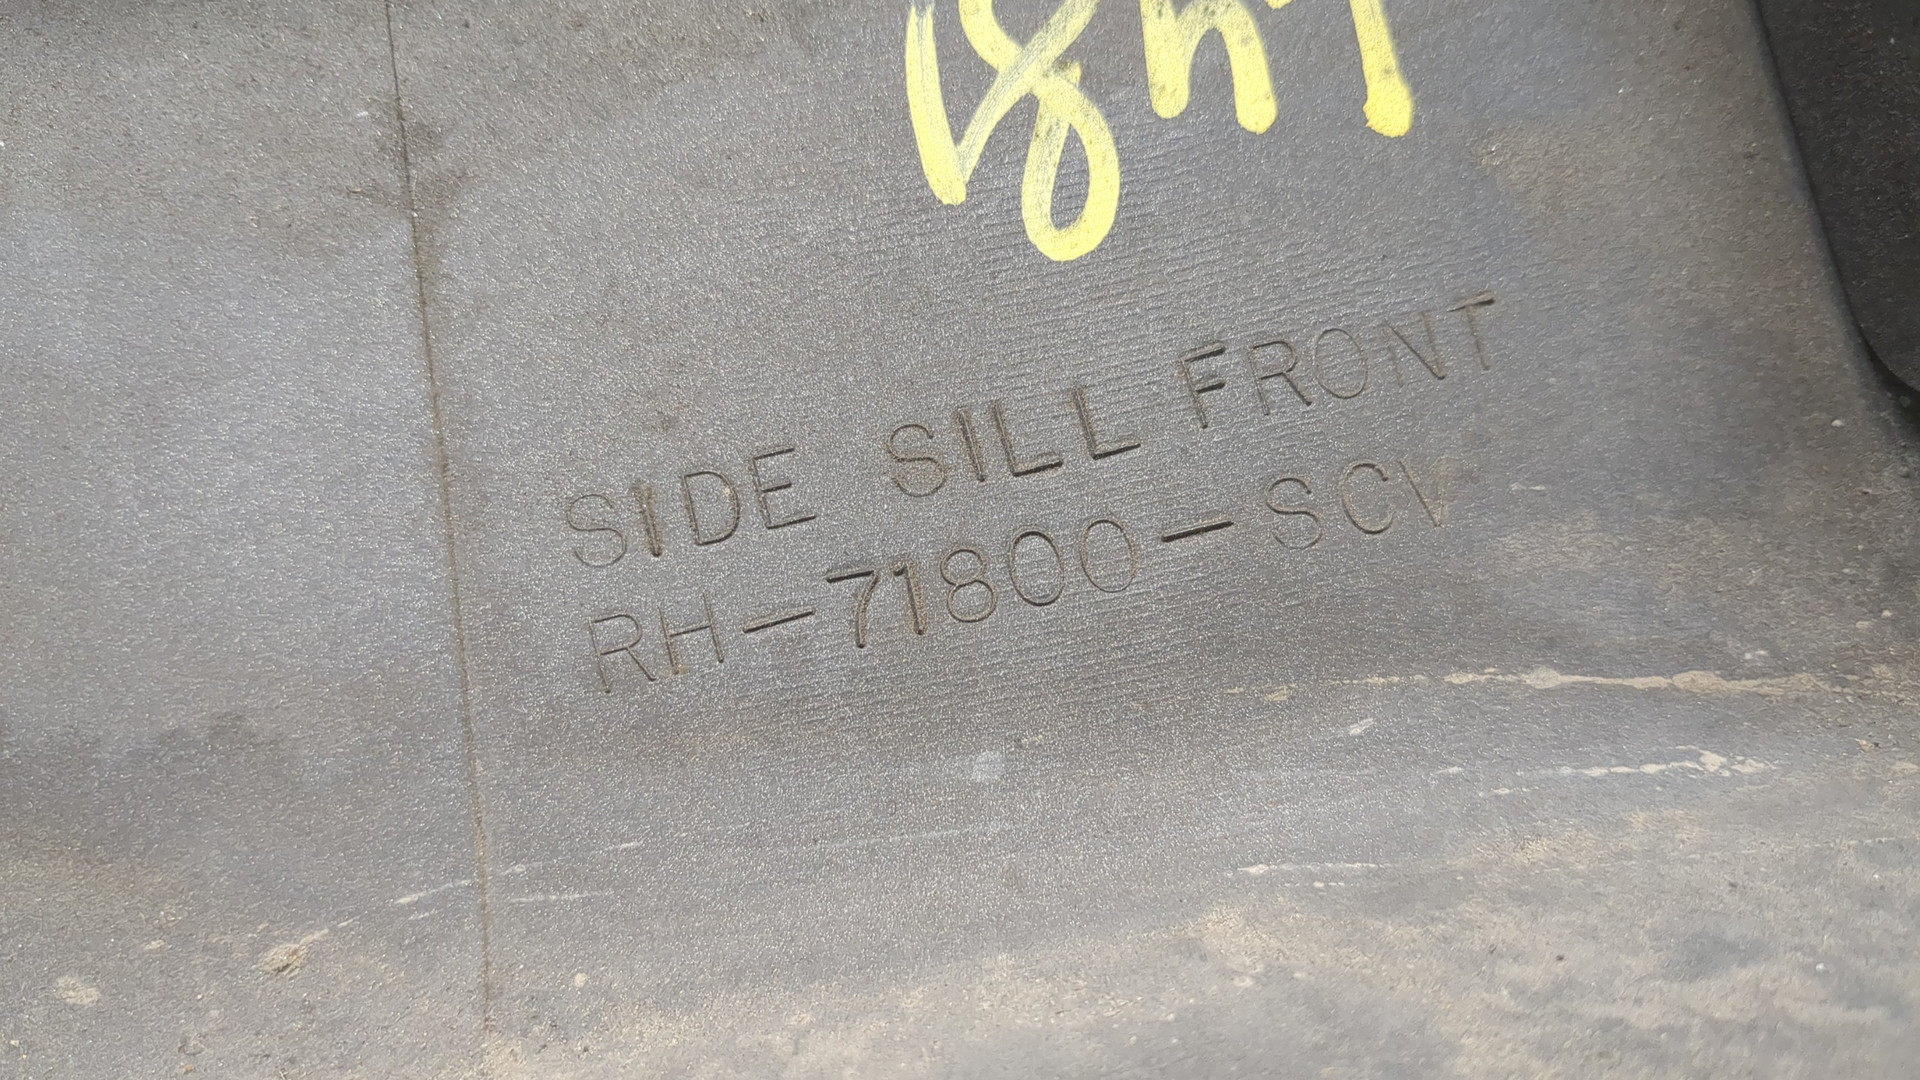 SIDE SILL FRONT
RH-71800-SCV